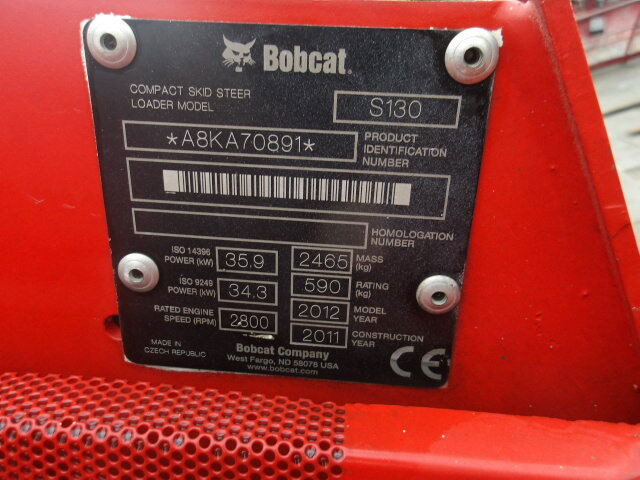 Bobcat.
COMPACT SKID STEER
LOADER MODEL
S130
*A8KA70891*
PRODUCT
IDENTIFICATION
NUMBER
HOMOLOGATION
NUMBER
ISO 14396
POWER (kW) 35.9 2465 MASS
(kg)
ISO 9249
POWER (kW) 34.3 590 RATING
(kg)
RATED ENGINE
SPEED (RPM) 2800 2012 MODEL
YEAR
2011 CONSTRUCTION
YEAR
MADE IN
CZECH REPUBLIC
Bobcat Company
West Fargo, ND 58078 USA
www.bobcat.com
CE